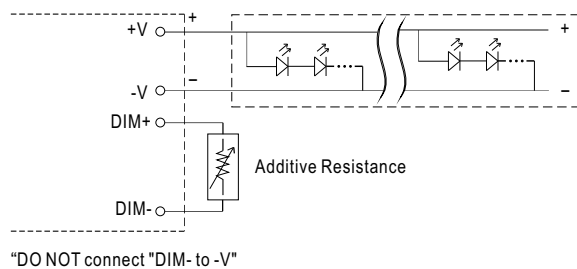 +V
+
-V
−
+
−
DIM+
Additive Resistance
DIM-
“DO NOT connect "DIM- to -V"